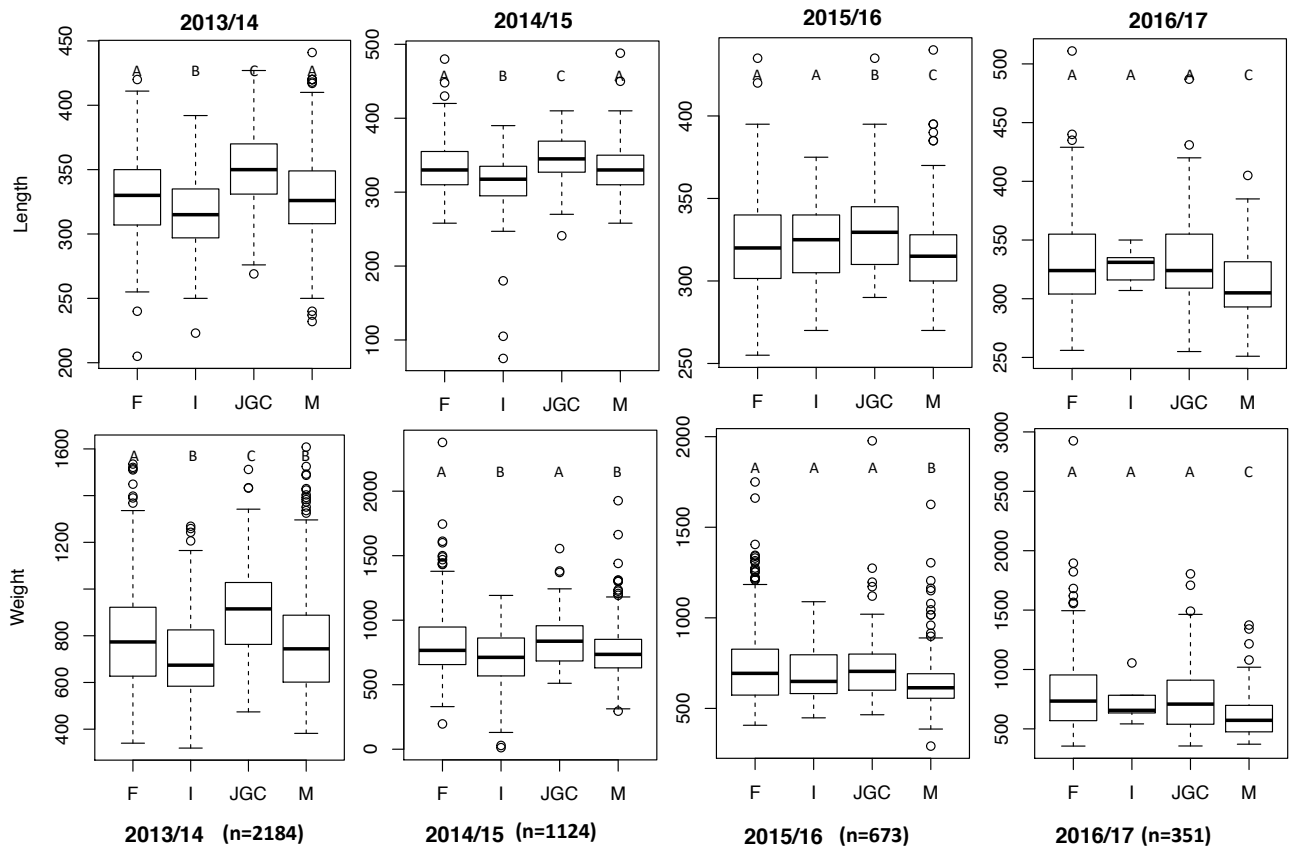 2013/14 2014/15 2015/16 2016/17
Length
450
400
350
300
250
200
A B C A
F I JGC M
500
400
300
200
100
A B C A
F I JGC M
400
350
300
250
A A B C
F I JGC M
500
450
400
350
300
250
A A A C
F I JGC M
Weight
1600
1200
800
600
400
A B C B
F I JGC M
2000
1500
1000
500
0
A B A B
F I JGC M
2000
1500
1000
500
A A A B
F I JGC M
3000
2500
2000
1500
1000
500
A A A C
F I JGC M
2013/14 (n=2184) 2014/15 (n=1124) 2015/16 (n=673) 2016/17 (n=351)